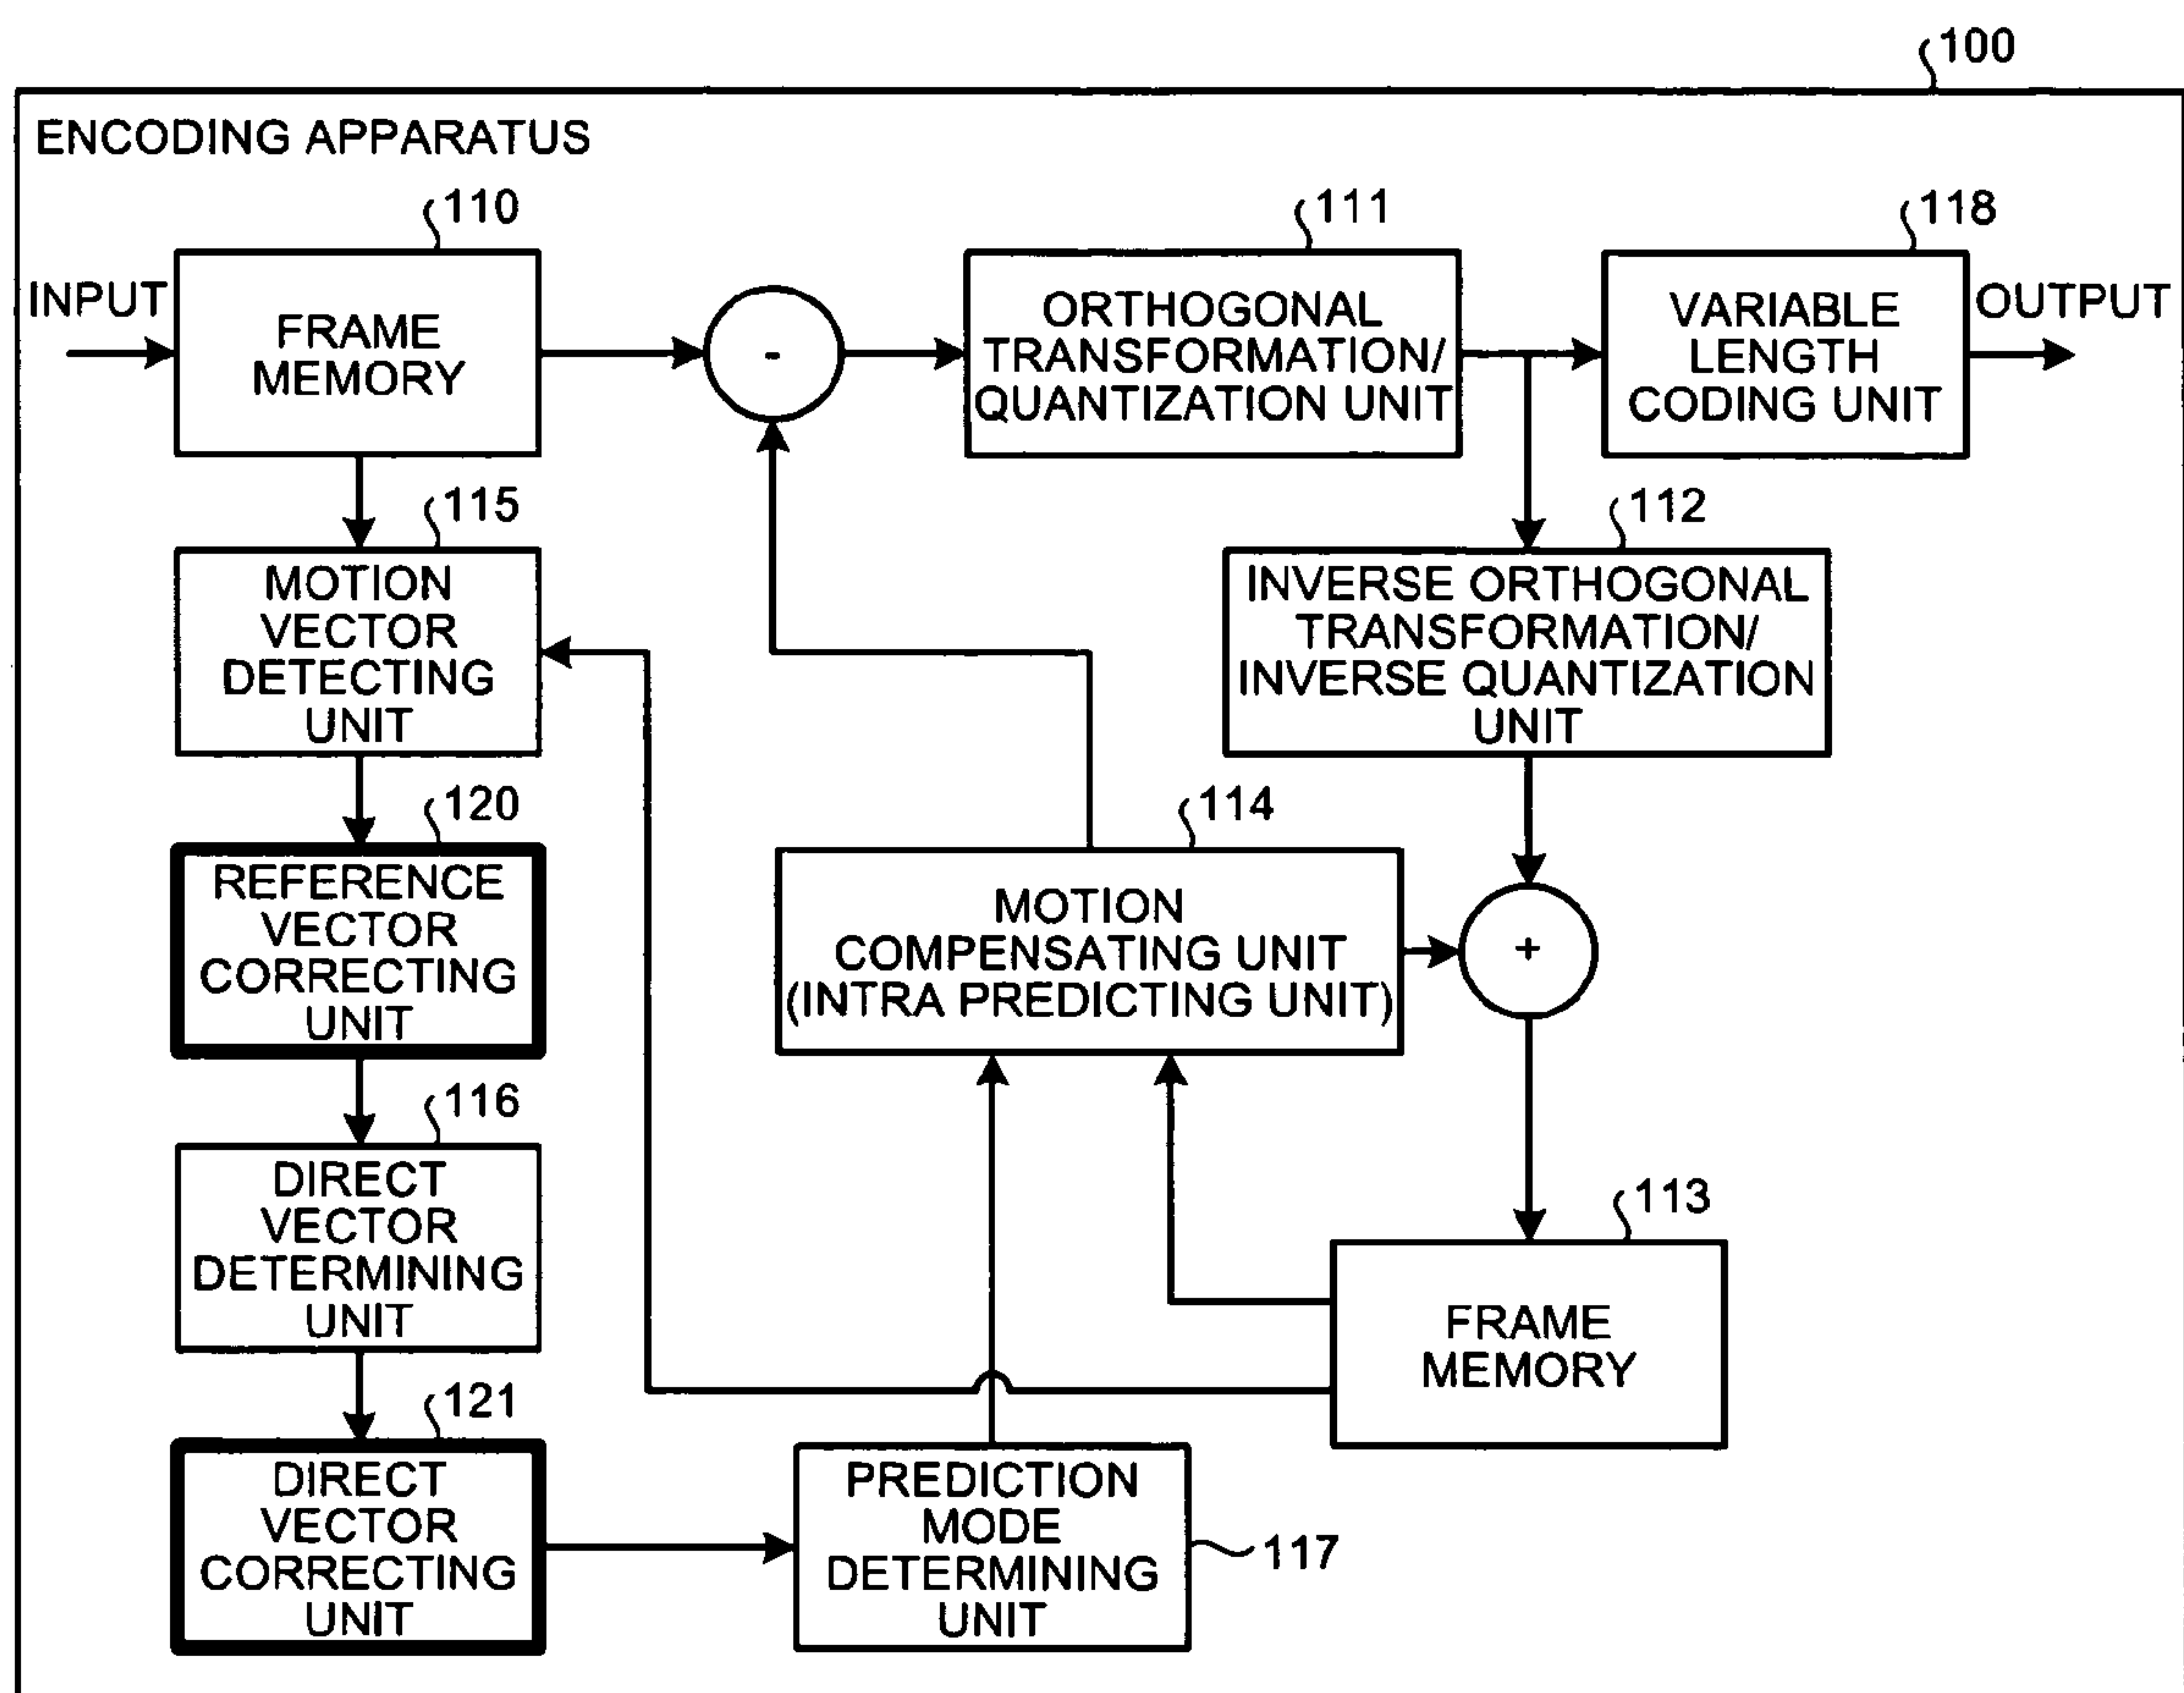 100
ENCODING APPARATUS
110
111
118
INPUT
FRAME
MEMORY
-
ORTHOGONAL
TRANSFORMATION/
QUANTIZATION UNIT
VARIABLE
LENGTH
CODING UNIT
OUTPUT
115
112
MOTION
VECTOR
DETECTING
UNIT
INVERSE ORTHOGONAL
TRANSFORMATION/
INVERSE QUANTIZATION
UNIT
120
114
REFERENCE
VECTOR
CORRECTING
UNIT
MOTION
COMPENSATING UNIT
(INTRA PREDICTING UNIT)
+
116
113
DIRECT
VECTOR
DETERMINING
UNIT
FRAME
MEMORY
121
DIRECT
VECTOR
CORRECTING
UNIT
PREDICTION
MODE
DETERMINING
UNIT
117